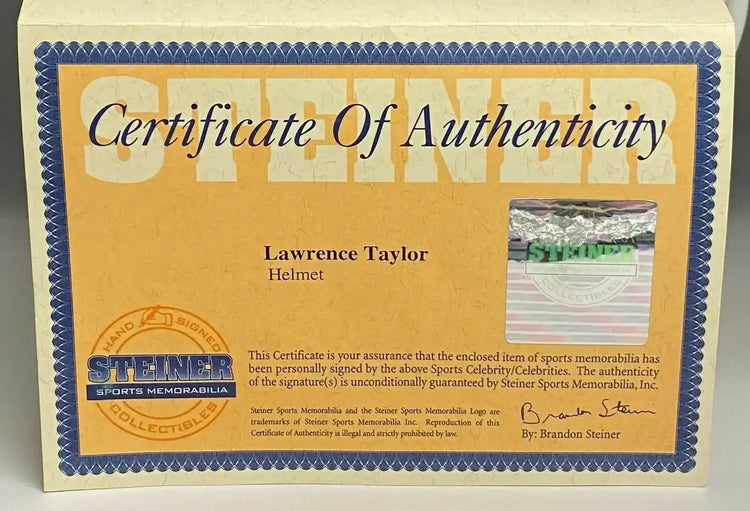 STEINER
Certificate Of Authenticity
Lawrence Taylor
Helmet
STEINER
COLLECTIBLES
HAND SIGNED
STEINER
SPORTS MEMORABILIA
COLLECTIBLES
This Certificate is your assurance that the enclosed item of sports memorabilia has
been personally signed by the above Sports Celebrity/Celebrities. The authenticity
of the signature(s) is unconditionally guaranteed by Steiner Sports Memorabilia, Inc.
Steiner Sports Memorabilia and the Steiner Sports Memorabilia Logo are
trademarks of Steiner Sports Memorabilia Inc. Reproduction of this
Certificate of Authenticity is illegal and strictly prohibited by law.
Brandon Steiner
By: Brandon Steiner